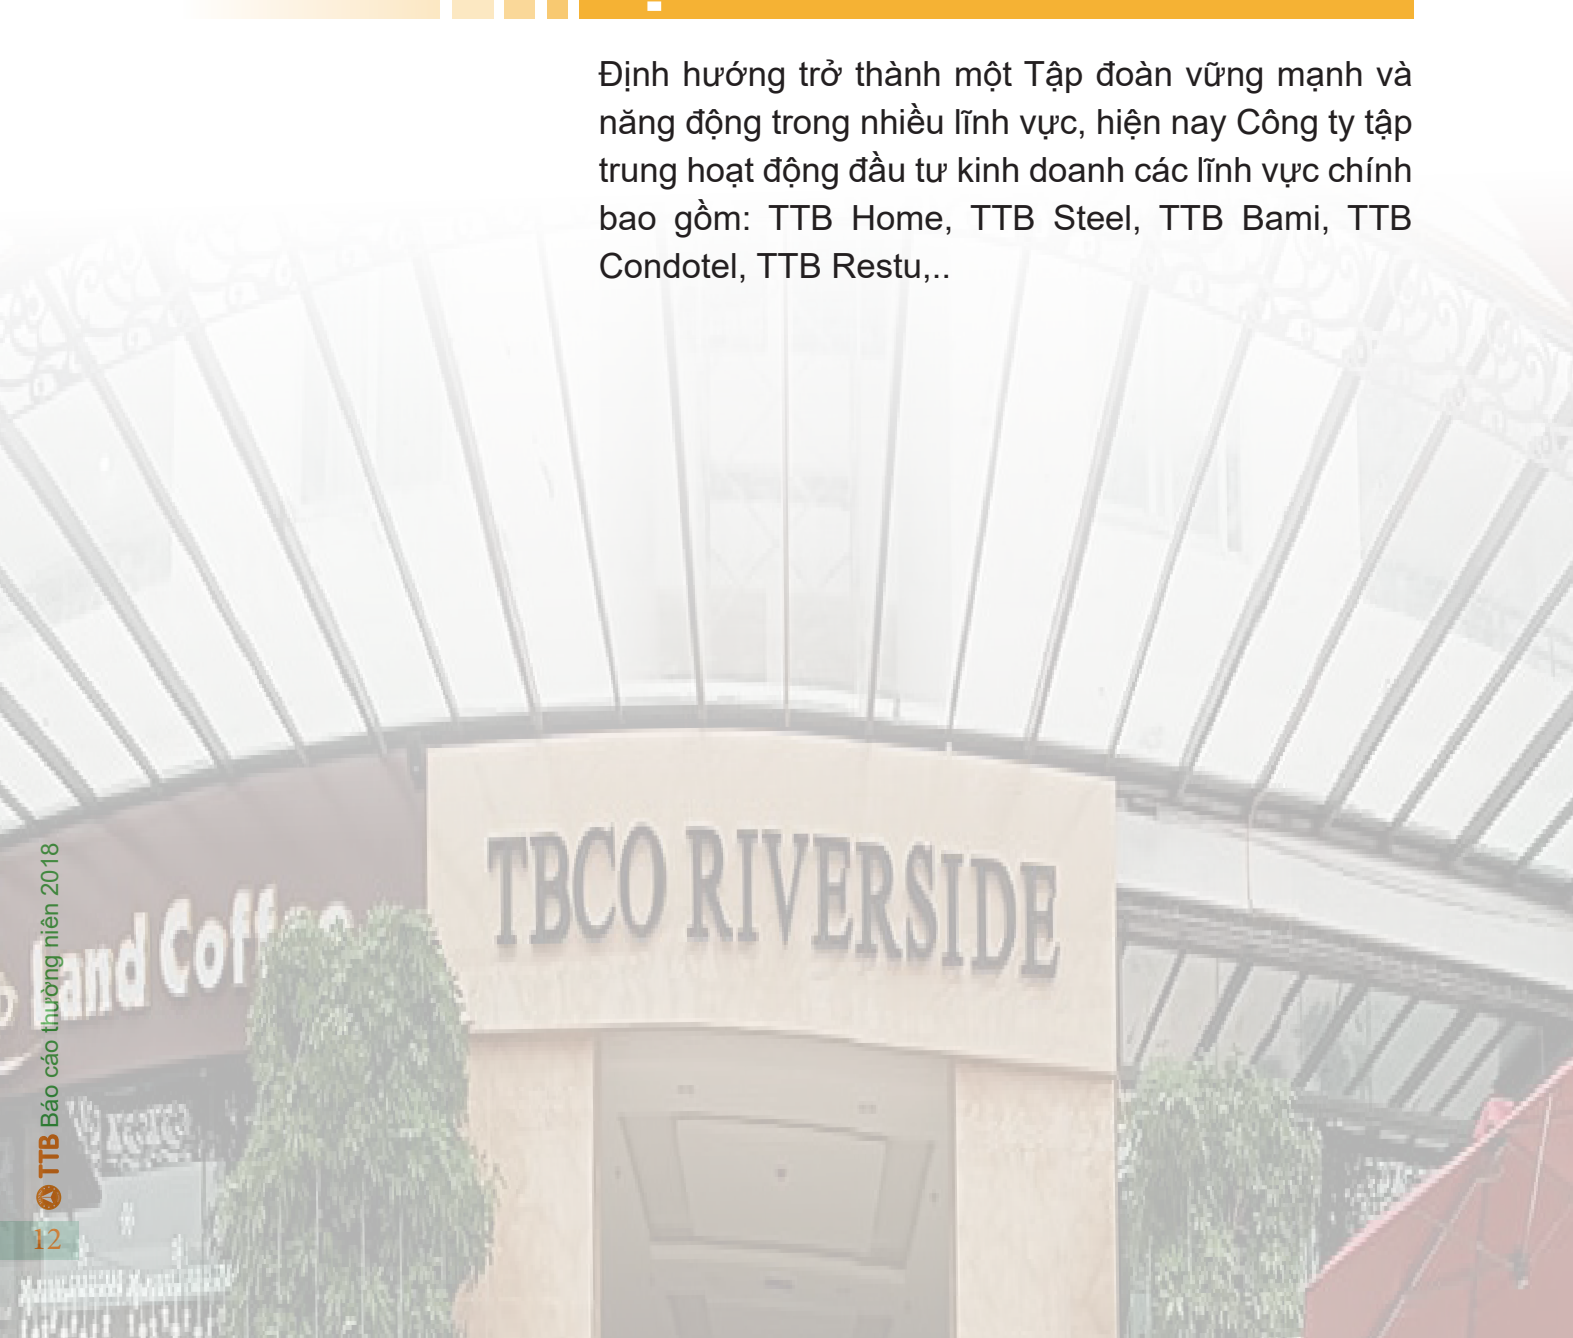 Định hướng trở thành một Tập đoàn vững mạnh và
năng động trong nhiều lĩnh vực, hiện nay Công ty tập
trung hoạt động đầu tư kinh doanh các lĩnh vực chính
bao gồm: TTB Home, TTB Steel, TTB Bami, TTB
Condotel, TTB Restu,..
TBCO RIVERSIDE
Land Coffee
TTB Báo cáo thường niên 2018
12